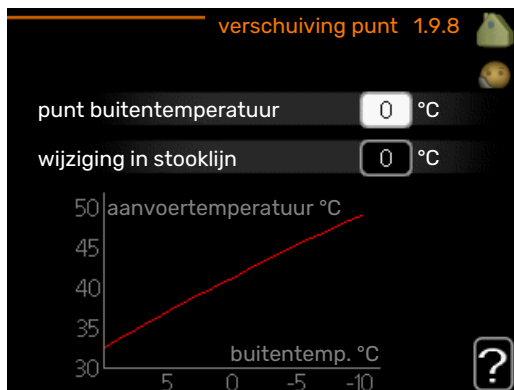 verschuiving punt 1.9.8
punt buitentemperatuur 0 °C
wijziging in stooklijn 0 °C
50 aanvoertemperatuur °C
45
40
35
30
buitentemp. °C
5 0 -5 -10
?